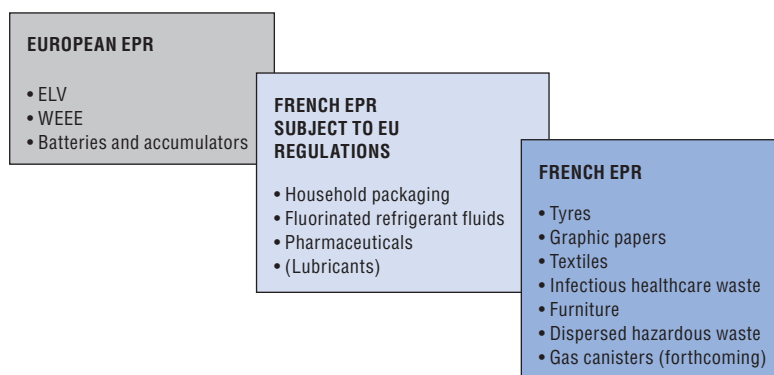 EUROPEAN EPR
• ELV
• WEEE
• Batteries and accumulators
FRENCH EPR
SUBJECT TO EU
REGULATIONS
• Household packaging
• Fluorinated refrigerant fluids
• Pharmaceuticals
• (Lubricants)
FRENCH EPR
• Tyres
• Graphic papers
• Textiles
• Infectious healthcare waste
• Furniture
• Dispersed hazardous waste
• Gas canisters (forthcoming)